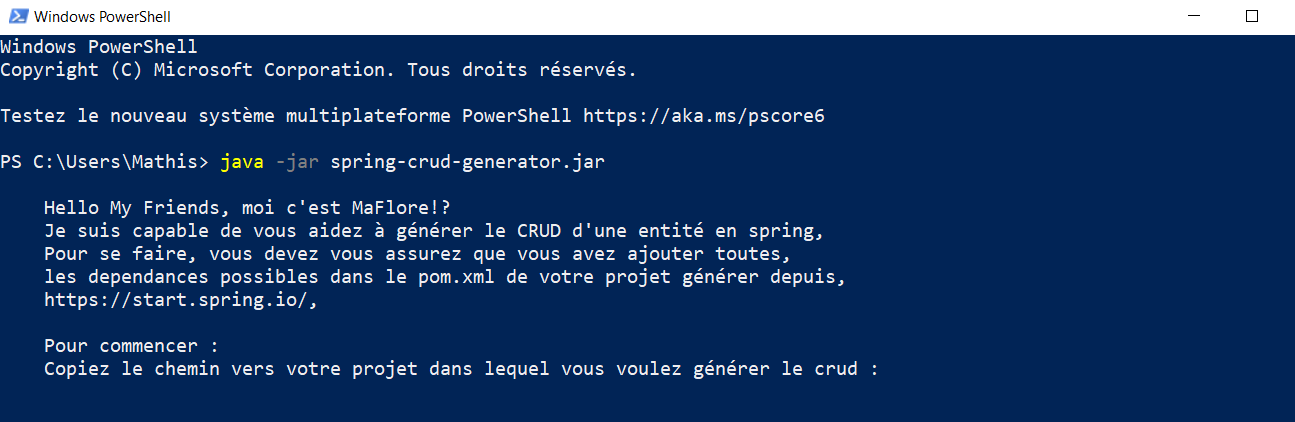 Windows PowerShell
Windows PowerShell
Copyright (C) Microsoft Corporation. Tous droits réservés.
Testez le nouveau système multiplateforme PowerShell https://aka.ms/pscore6
PS C:\Users\Mathis> java -jar spring-crud-generator.jar
Hello My Friends, moi c'est MaFlore!?
Je suis capable de vous aidez à générer le CRUD d'une entité en spring,
Pour se faire, vous devez vous assurez que vous avez ajouter toutes,
les dependances possibles dans le pom.xml de votre projet générer depuis,
https://start.spring.io/,
Pour commencer :
Copiez le chemin vers votre projet dans lequel vous voulez générer le crud :